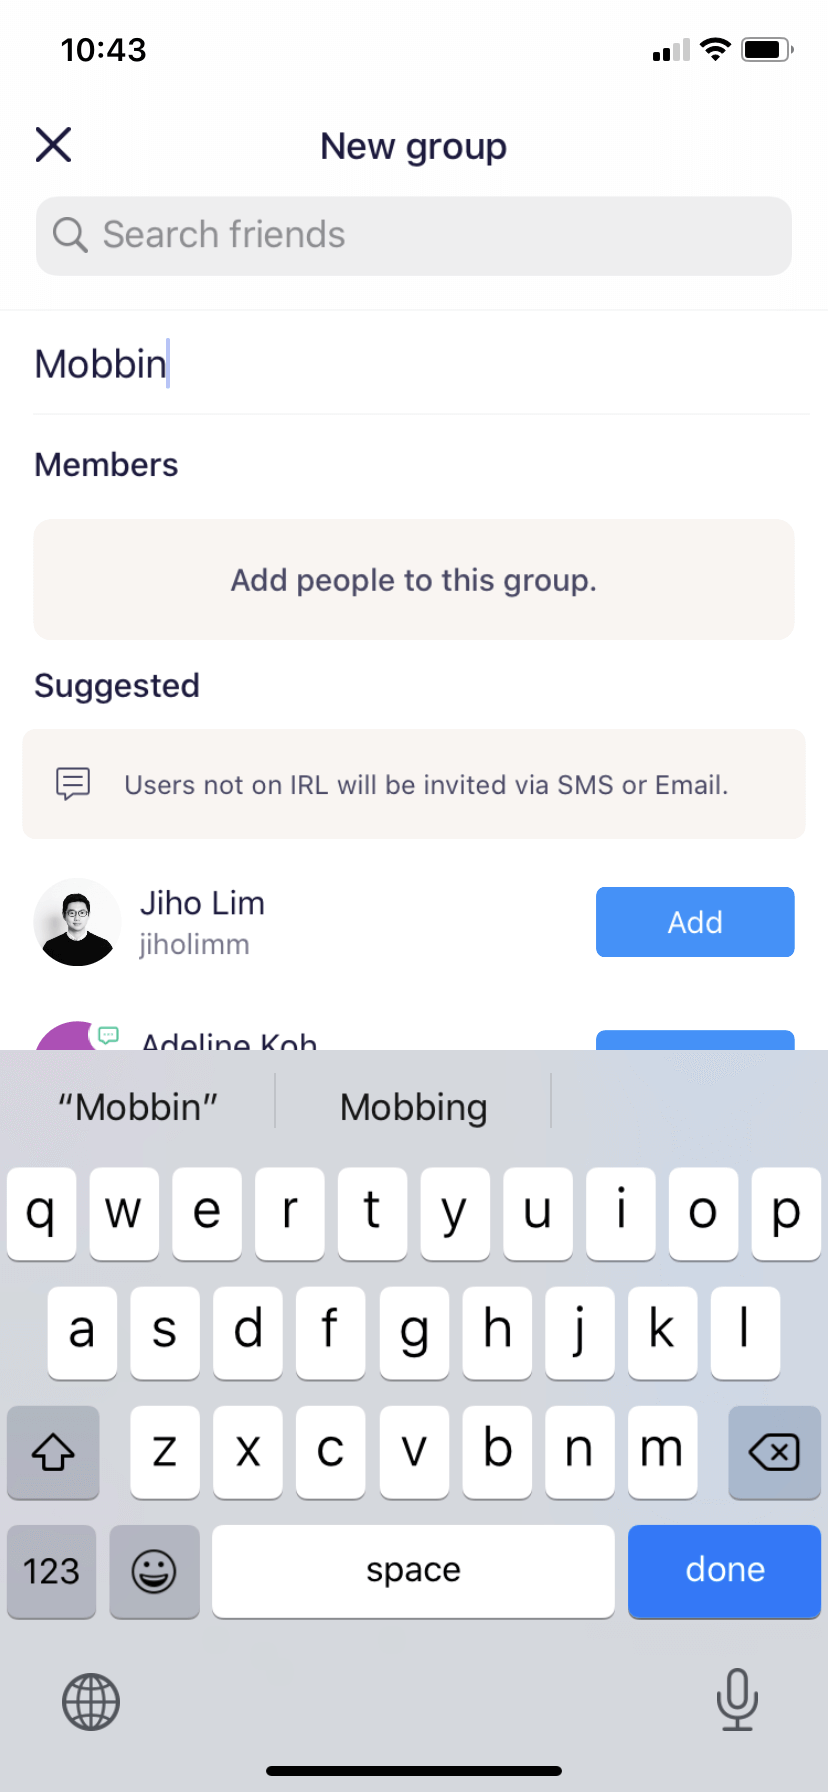 10:43
New group
Search friends
Mobbin
Members
Add people to this group.
Suggested
Users not on IRL will be invited via SMS or Email.
Jiho Lim
jiholimm
Add
Adeline Koh
“Mobbin” Mobbing
q w e r t y u i o p
a s d f g h j k l
z x c v b n m
123 space done